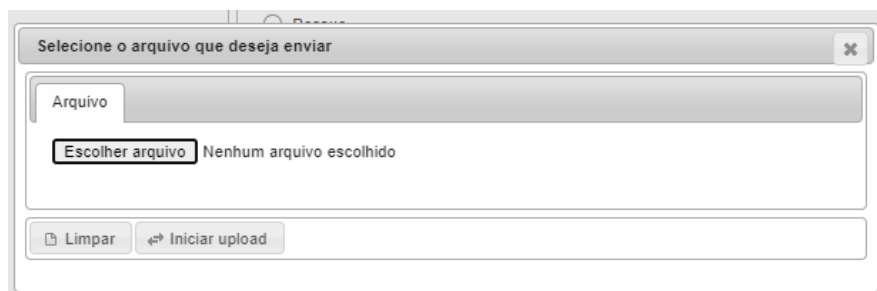 Selecione o arquivo que deseja enviar
Arquivo
Escolher arquivo Nenhum arquivo escolhido
Limpar Iniciar upload